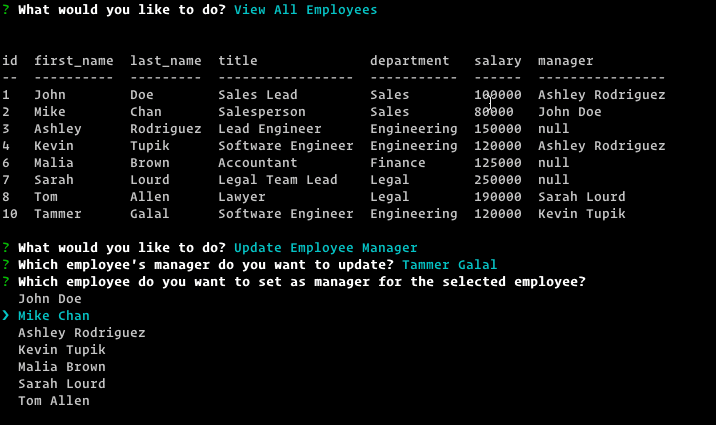 ? What would you like to do? View All Employees
id  first_name  last_name  title              department   salary  manager
--  ----------  ---------  -----------------  -----------  ------  ----------------
1   John        Doe        Sales Lead         Sales        100000  Ashley Rodriguez
2   Mike        Chan       Salesperson        Sales        80000   John Doe
3   Ashley      Rodriguez  Lead Engineer      Engineering  150000  null
4   Kevin       Tupik      Software Engineer  Engineering  120000  Ashley Rodriguez
6   Malia       Brown      Accountant         Finance      125000  null
7   Sarah       Lourd      Legal Team Lead    Legal        250000  null
8   Tom         Allen      Lawyer             Legal        190000  Sarah Lourd
10  Tammer      Galal      Software Engineer  Engineering  120000  Kevin Tupik
? What would you like to do? Update Employee Manager
? Which employee's manager do you want to update? Tammer Galal
? Which employee do you want to set as manager for the selected employee?
John Doe
❯ Mike Chan
Ashley Rodriguez
Kevin Tupik
Malia Brown
Sarah Lourd
Tom Allen